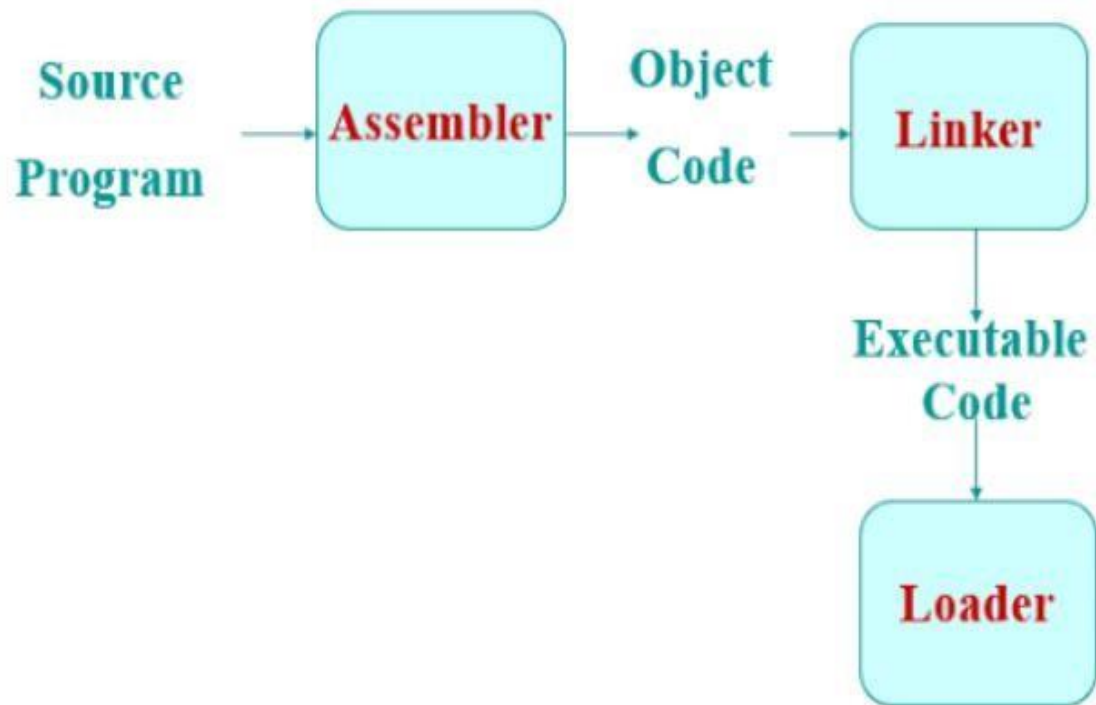 Source
Program
Assembler
Object
Code
Linker
Executable
Code
Loader